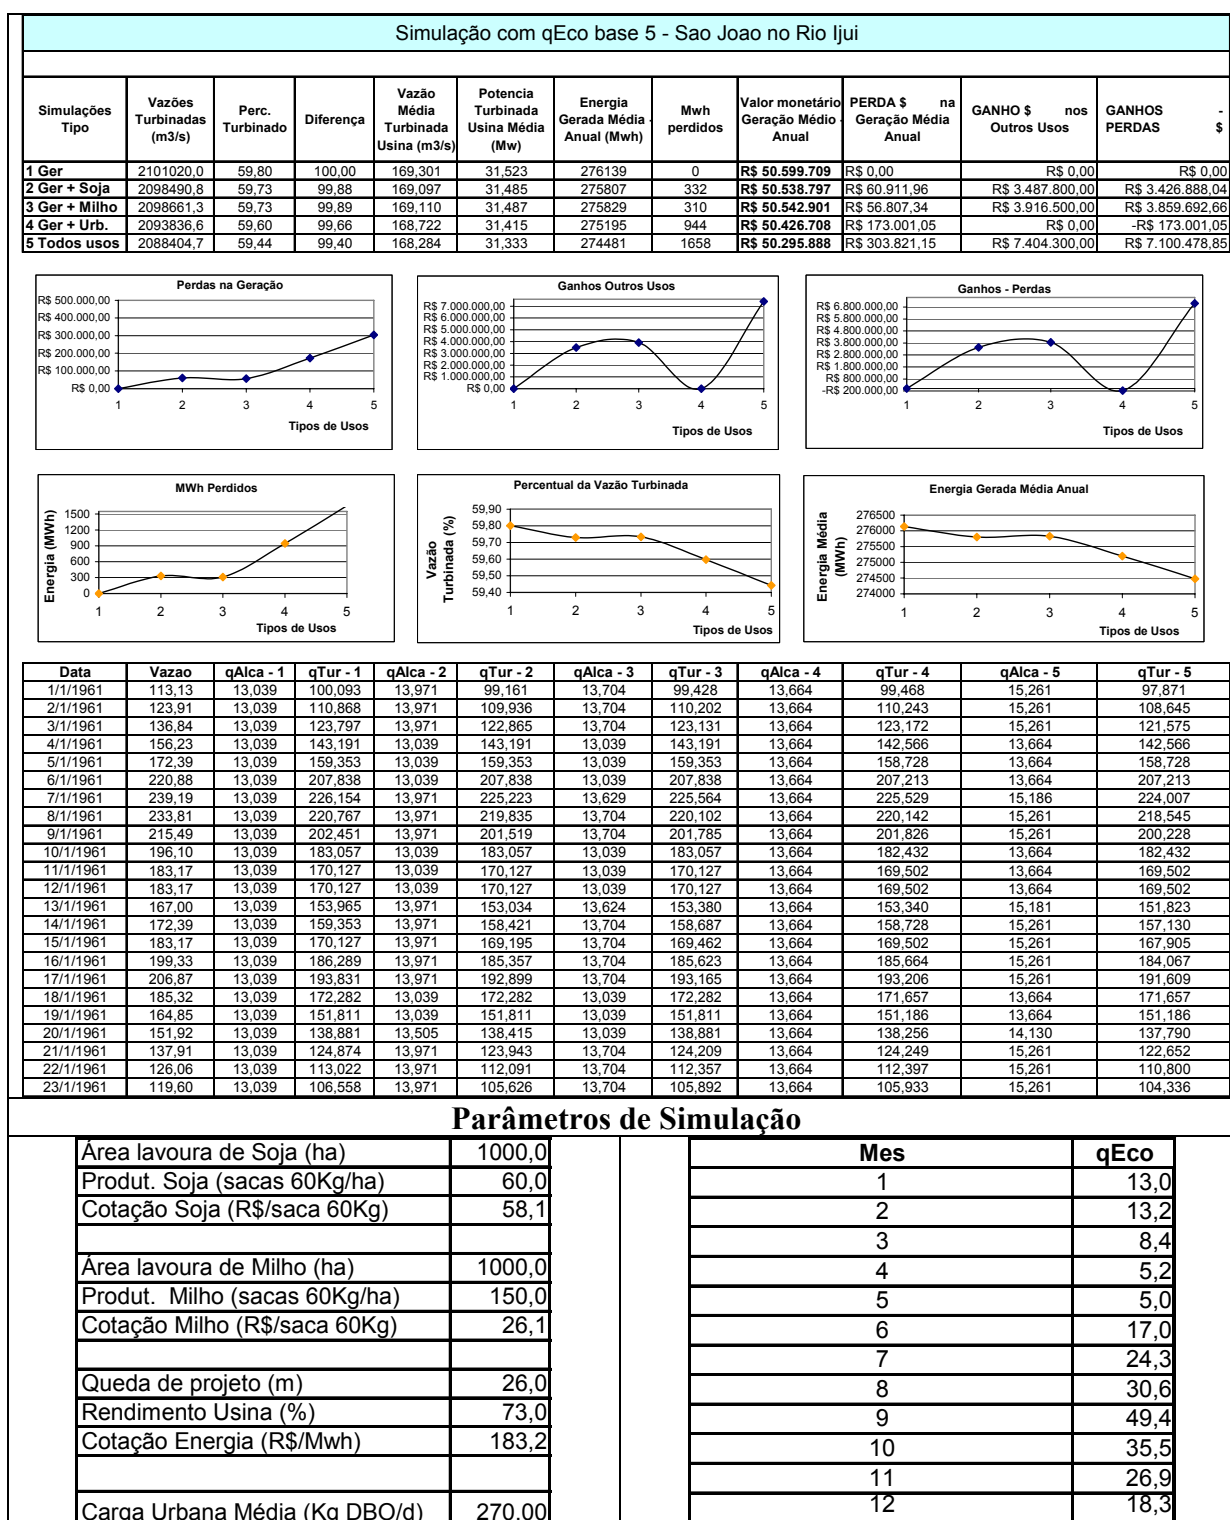 Simulação com qEco base 5 - Sao Joao no Rio Ijui
Simulações Tipo | Vazões Turbinadas (m3/s) | Perc. Turbinado | Diferença | Vazão Média Turbinada Usina (m3/s) | Potencia Turbinada Usina Média (Mw) | Energia Gerada Média - Anual (Mwh) | Mwh perdidos | Valor monetário Geração Médio - Anual | PERDA $ na Geração Média Anual | GANHO $ nos Outros Usos | GANHOS - PERDAS $
1 Ger | 2101020,0 | 59,80 | 100,00 | 169,301 | 31,523 | 276139 | 0 | R$ 50.599.709 | R$ 0,00 | R$ 0,00 | R$ 0,00
2 Ger + Soja | 2098490,8 | 59,73 | 99,88 | 169,097 | 31,485 | 275807 | 332 | R$ 50.538.797 | R$ 60.911,96 | R$ 3.487.800,00 | R$ 3.426.888,04
3 Ger + Milho | 2098661,3 | 59,73 | 99,89 | 169,110 | 31,487 | 275829 | 310 | R$ 50.542.901 | R$ 56.807,34 | R$ 3.916.500,00 | R$ 3.859.692,66
4 Ger + Urb. | 2093836,6 | 59,60 | 99,66 | 168,722 | 31,415 | 275195 | 944 | R$ 50.426.708 | R$ 173.001,05 | R$ 0,00 | -R$ 173.001,05
5 Todos usos | 2088404,7 | 59,44 | 99,40 | 168,284 | 31,333 | 274481 | 1658 | R$ 50.295.888 | R$ 303.821,15 | R$ 7.404.300,00 | R$ 7.100.478,85
Perdas na Geração
R$ 500.000,00
R$ 400.000,00
R$ 300.000,00
R$ 200.000,00
R$ 100.000,00
R$ 0,00
1 2 3 4 5
Tipos de Usos
Ganhos Outros Usos
R$ 7.000.000,00
R$ 6.000.000,00
R$ 5.000.000,00
R$ 4.000.000,00
R$ 3.000.000,00
R$ 2.000.000,00
R$ 1.000.000,00
R$ 0,00
1 2 3 4 5
Tipos de Usos
Ganhos - Perdas
R$ 6.800.000,00
R$ 5.800.000,00
R$ 4.800.000,00
R$ 3.800.000,00
R$ 2.800.000,00
R$ 1.800.000,00
R$ 800.000,00
-R$ 200.000,00
1 2 3 4 5
Tipos de Usos
MWh Perdidos
Energia (MWh)
1500
1200
900
600
300
0
1 2 3 4 5
Tipos de Usos
Percentual da Vazão Turbinada
Vazão Turbinada (%)
59,90
59,80
59,70
59,60
59,50
59,40
1 2 3 4 5
Tipos de Usos
Energia Gerada Média Anual
Energia Média (MWh)
276500
276000
275500
275000
274500
274000
1 2 3 4 5
Tipos de Usos
Data | Vazao | qAlca - 1 | qTur - 1 | qAlca - 2 | qTur - 2 | qAlca - 3 | qTur - 3 | qAlca - 4 | qTur - 4 | qAlca - 5 | qTur - 5
1/1/1961 | 113,13 | 13,039 | 100,093 | 13,971 | 99,161 | 13,704 | 99,428 | 13,664 | 99,468 | 15,261 | 97,871
2/1/1961 | 123,91 | 13,039 | 110,868 | 13,971 | 109,936 | 13,704 | 110,202 | 13,664 | 110,243 | 15,261 | 108,645
3/1/1961 | 136,84 | 13,039 | 123,797 | 13,971 | 122,865 | 13,704 | 123,131 | 13,664 | 123,172 | 15,261 | 121,575
4/1/1961 | 156,23 | 13,039 | 143,191 | 13,039 | 143,191 | 13,039 | 143,191 | 13,664 | 142,566 | 13,664 | 142,566
5/1/1961 | 172,39 | 13,039 | 159,353 | 13,039 | 159,353 | 13,039 | 159,353 | 13,664 | 158,728 | 13,664 | 158,728
6/1/1961 | 220,88 | 13,039 | 207,838 | 13,039 | 207,838 | 13,039 | 207,838 | 13,664 | 207,213 | 13,664 | 207,213
7/1/1961 | 239,19 | 13,039 | 226,154 | 13,971 | 225,223 | 13,629 | 225,564 | 13,664 | 225,529 | 15,186 | 224,007
8/1/1961 | 233,81 | 13,039 | 220,767 | 13,971 | 219,835 | 13,704 | 220,102 | 13,664 | 220,142 | 15,261 | 218,545
9/1/1961 | 215,49 | 13,039 | 202,451 | 13,971 | 201,519 | 13,704 | 201,785 | 13,664 | 201,826 | 15,261 | 200,228
10/1/1961 | 196,10 | 13,039 | 183,057 | 13,039 | 183,057 | 13,039 | 183,057 | 13,664 | 182,432 | 13,664 | 182,432
11/1/1961 | 183,17 | 13,039 | 170,127 | 13,039 | 170,127 | 13,039 | 170,127 | 13,664 | 169,502 | 13,664 | 169,502
12/1/1961 | 183,17 | 13,039 | 170,127 | 13,039 | 170,127 | 13,039 | 170,127 | 13,664 | 169,502 | 13,664 | 169,502
13/1/1961 | 167,00 | 13,039 | 153,965 | 13,971 | 153,034 | 13,624 | 153,380 | 13,664 | 153,340 | 15,181 | 151,823
14/1/1961 | 172,39 | 13,039 | 159,353 | 13,971 | 158,421 | 13,704 | 158,687 | 13,664 | 158,728 | 15,261 | 157,130
15/1/1961 | 183,17 | 13,039 | 170,127 | 13,971 | 169,195 | 13,704 | 169,462 | 13,664 | 169,502 | 15,261 | 167,905
16/1/1961 | 199,33 | 13,039 | 186,289 | 13,971 | 185,357 | 13,704 | 185,623 | 13,664 | 185,664 | 15,261 | 184,067
17/1/1961 | 206,87 | 13,039 | 193,831 | 13,971 | 192,899 | 13,704 | 193,165 | 13,664 | 193,206 | 15,261 | 191,609
18/1/1961 | 185,32 | 13,039 | 172,282 | 13,039 | 172,282 | 13,039 | 172,282 | 13,664 | 171,657 | 13,664 | 171,657
19/1/1961 | 164,85 | 13,039 | 151,811 | 13,039 | 151,811 | 13,039 | 151,811 | 13,664 | 151,186 | 13,664 | 151,186
20/1/1961 | 151,92 | 13,039 | 138,881 | 13,505 | 138,415 | 13,039 | 138,881 | 13,664 | 138,256 | 14,130 | 137,790
21/1/1961 | 137,91 | 13,039 | 124,874 | 13,971 | 123,943 | 13,704 | 124,209 | 13,664 | 124,249 | 15,261 | 122,652
22/1/1961 | 126,06 | 13,039 | 113,022 | 13,971 | 112,091 | 13,704 | 112,357 | 13,664 | 112,397 | 15,261 | 110,800
23/1/1961 | 119,60 | 13,039 | 106,558 | 13,971 | 105,626 | 13,704 | 105,892 | 13,664 | 105,933 | 15,261 | 104,336
Parâmetros de Simulação
Área lavoura de Soja (ha) | 1000,0
Produt. Soja (sacas 60Kg/ha) | 60,0
Cotação Soja (R$/saca 60Kg) | 58,1
Área lavoura de Milho (ha) | 1000,0
Produt. Milho (sacas 60Kg/ha) | 150,0
Cotação Milho (R$/saca 60Kg) | 26,1
Queda de projeto (m) | 26,0
Rendimento Usina (%) | 73,0
Cotação Energia (R$/Mwh) | 183,2
Carga Urbana Média (Kg DBO/d) | 270,00
Mes | qEco
1 | 13,0
2 | 13,2
3 | 8,4
4 | 5,2
5 | 5,0
6 | 17,0
7 | 24,3
8 | 30,6
9 | 49,4
10 | 35,5
11 | 26,9
12 | 18,3